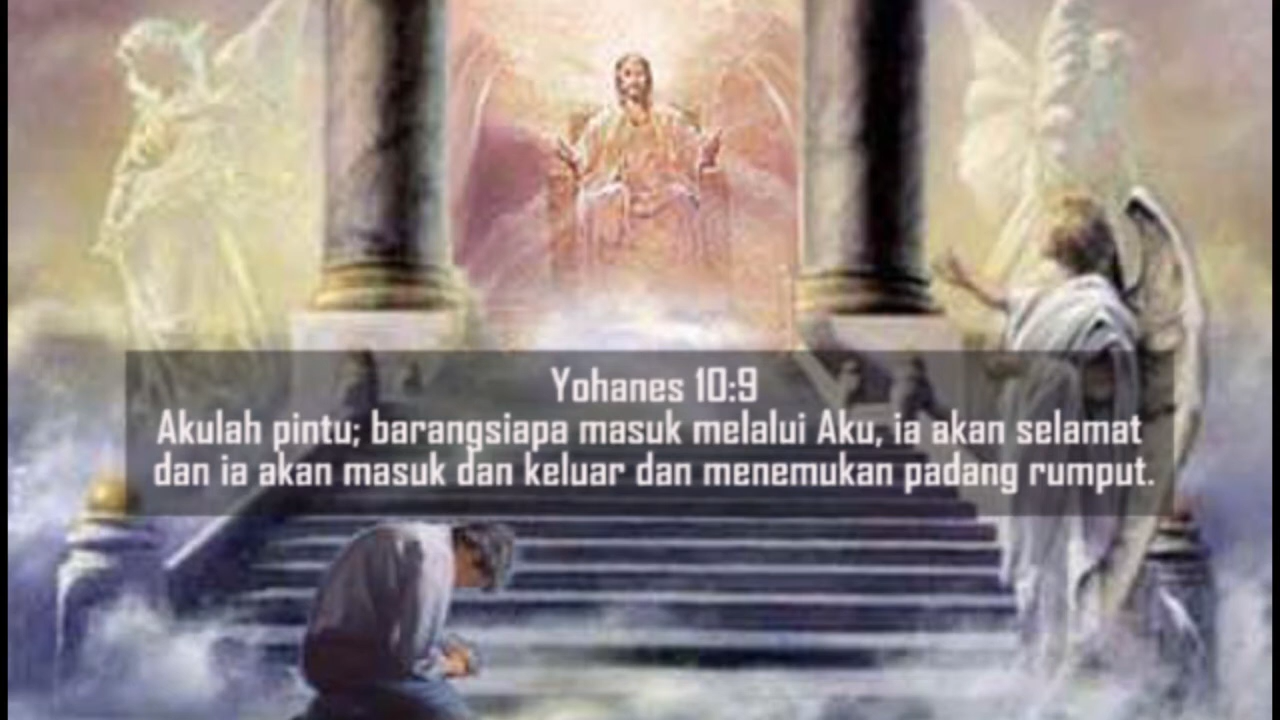 Yohanes 10:9
Akulah pintu; barangsiapa masuk melalui Aku, ia akan selamat
dan ia akan masuk dan keluar dan menemukan padang rumput.